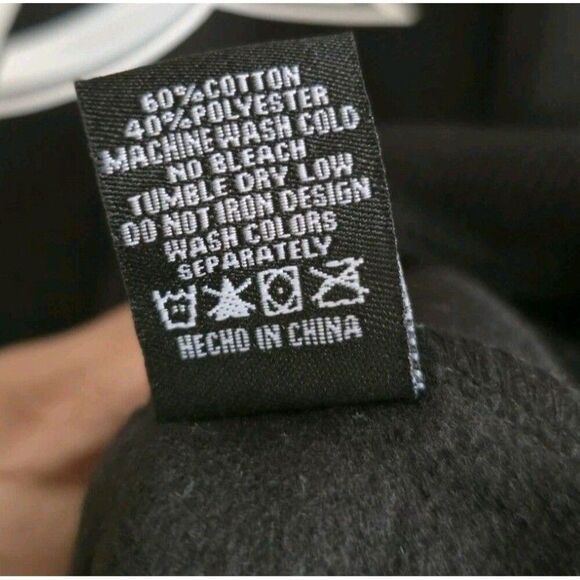 60% COTTON
40% POLYESTER
MACHINE WASH COLD
NO BLEACH
TUMBLE DRY LOW
DO NOT IRON DESIGN
WASH COLORS
SEPARATELY
HECHO IN CHINA